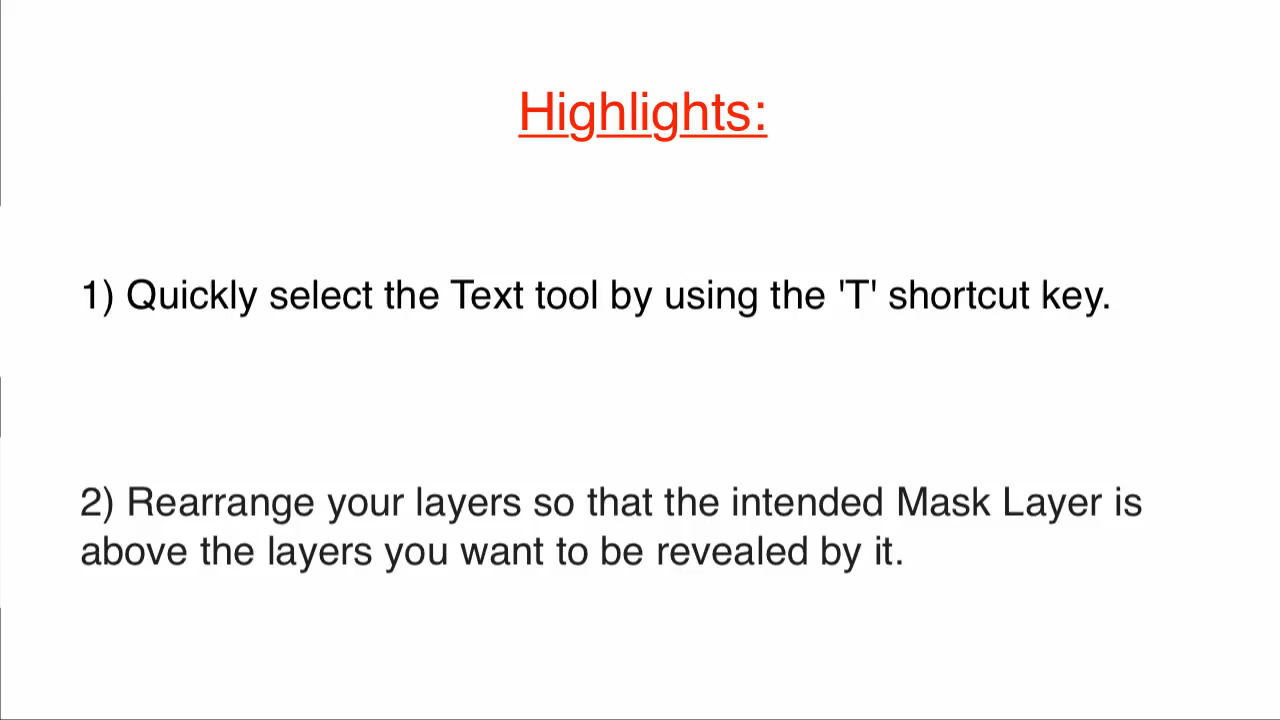 Highlights:
1) Quickly select the Text tool by using the 'T' shortcut key.
2) Rearrange your layers so that the intended Mask Layer is
above the layers you want to be revealed by it.